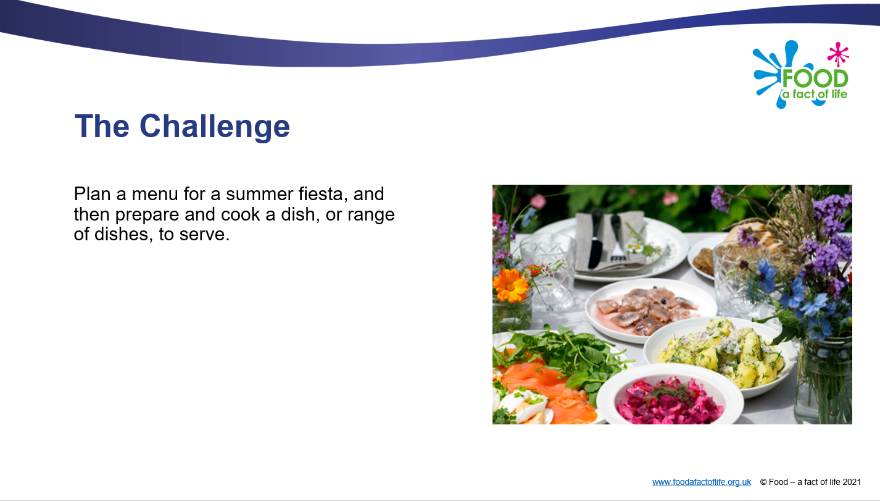 FOOD
a fact of life
The Challenge
Plan a menu for a summer fiesta, and
then prepare and cook a dish, or range
of dishes, to serve.
www.foodafactoflife.org.uk © Food – a fact of life 2021